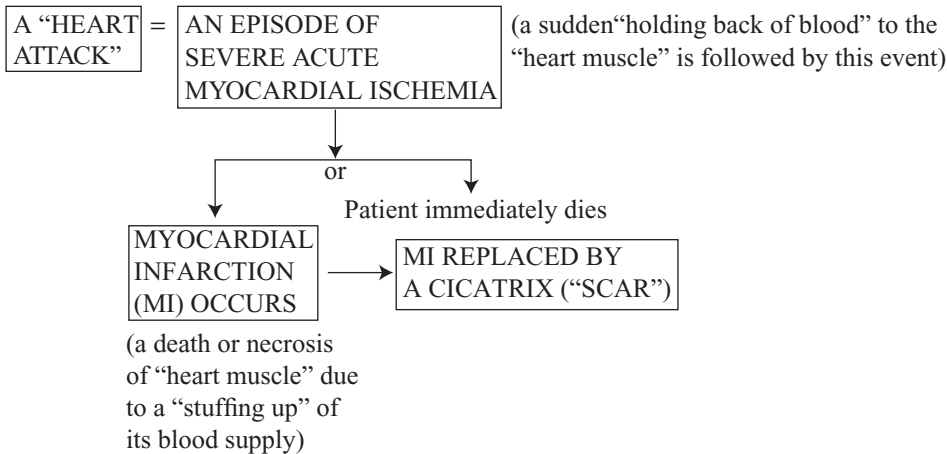 A “HEART
ATTACK”
=
AN EPISODE OF
SEVERE ACUTE
MYOCARDIAL ISCHEMIA
(a sudden“holding back of blood” to the
“heart muscle” is followed by this event)
or
Patient immediately dies
MYOCARDIAL
INFARCTION
(MI) OCCURS
MI REPLACED BY
A CICATRIX (“SCAR”)
(a death or necrosis
of “heart muscle” due
to a “stuffing up” of
its blood supply)